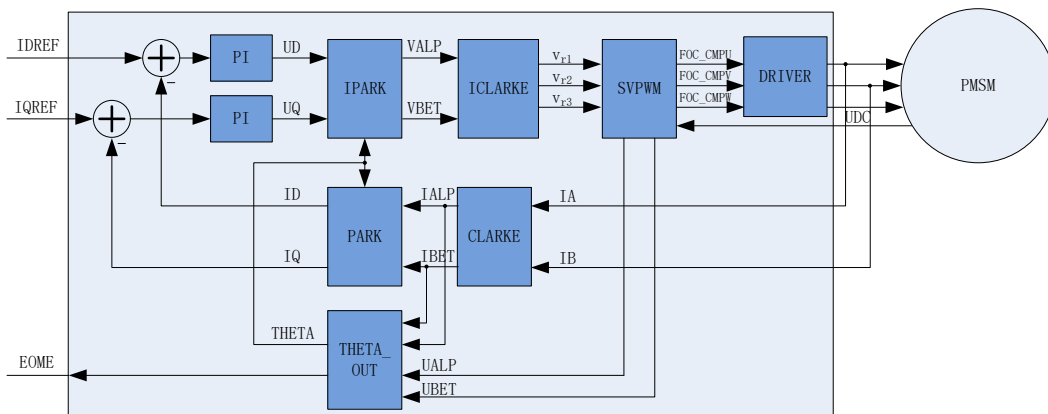 IDREF
PI
UD
IPARK
VALP
ICLARKE
Vr1
Vr2
Vr3
SVPWM
FOC_CMPU
FOC_CMPV
FOC_CMPW
DRIVER
PMSM
UDC
IQREF
PI
UQ
VBET
-
-
ID
PARK
IALP
CLARKE
IA
IQ
IBET
IB
THETA
THETA_
OUT
EOME
UALP
UBET